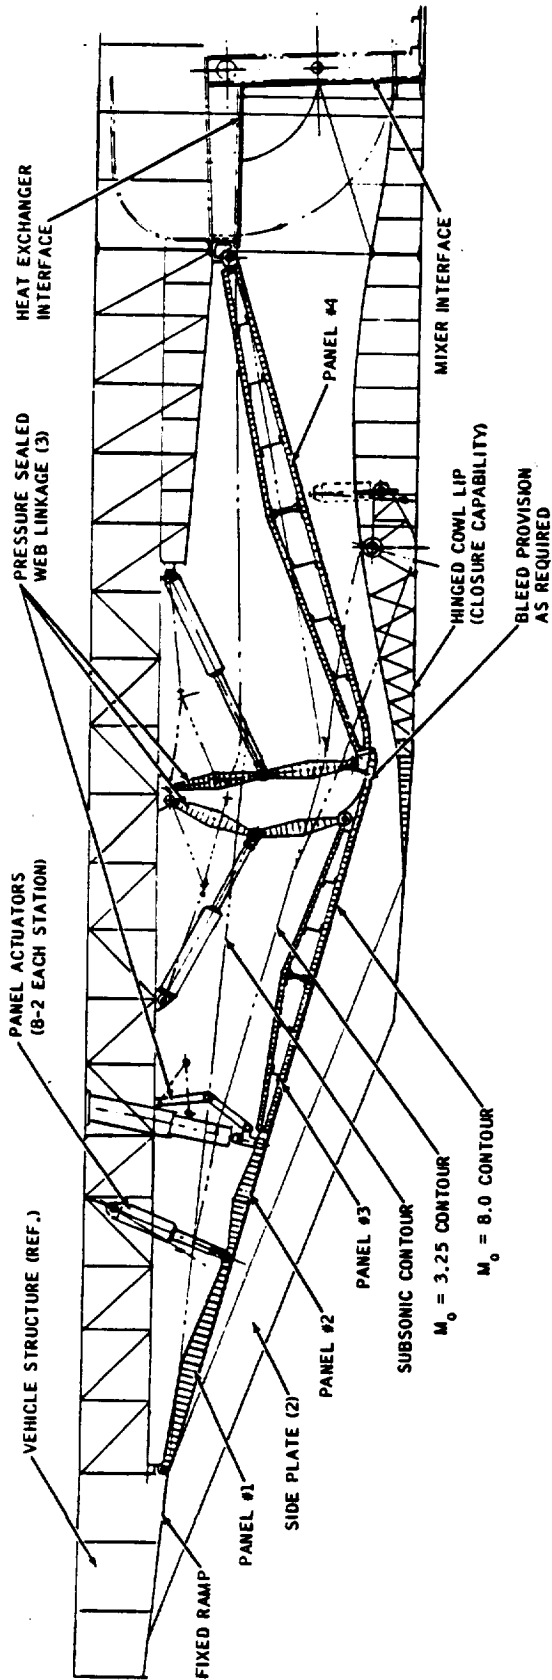 VEHICLE STRUCTURE (REF.)
PANEL ACTUATORS
(8-2 EACH STATION)
PRESSURE SEALED
WEB LINKAGE (3)
HEAT EXCHANGER
INTERFACE
FIXED RAMP
PANEL #1
SIDE PLATE (2)
PANEL #2
PANEL #3
SUBSONIC CONTOUR
Mo = 3.25 CONTOUR
Mo = 8.0 CONTOUR
BLEED PROVISION
AS REQUIRED
HINGED COWL LIP
(CLOSURE CAPABILITY)
PANEL #4
MIXER INTERFACE